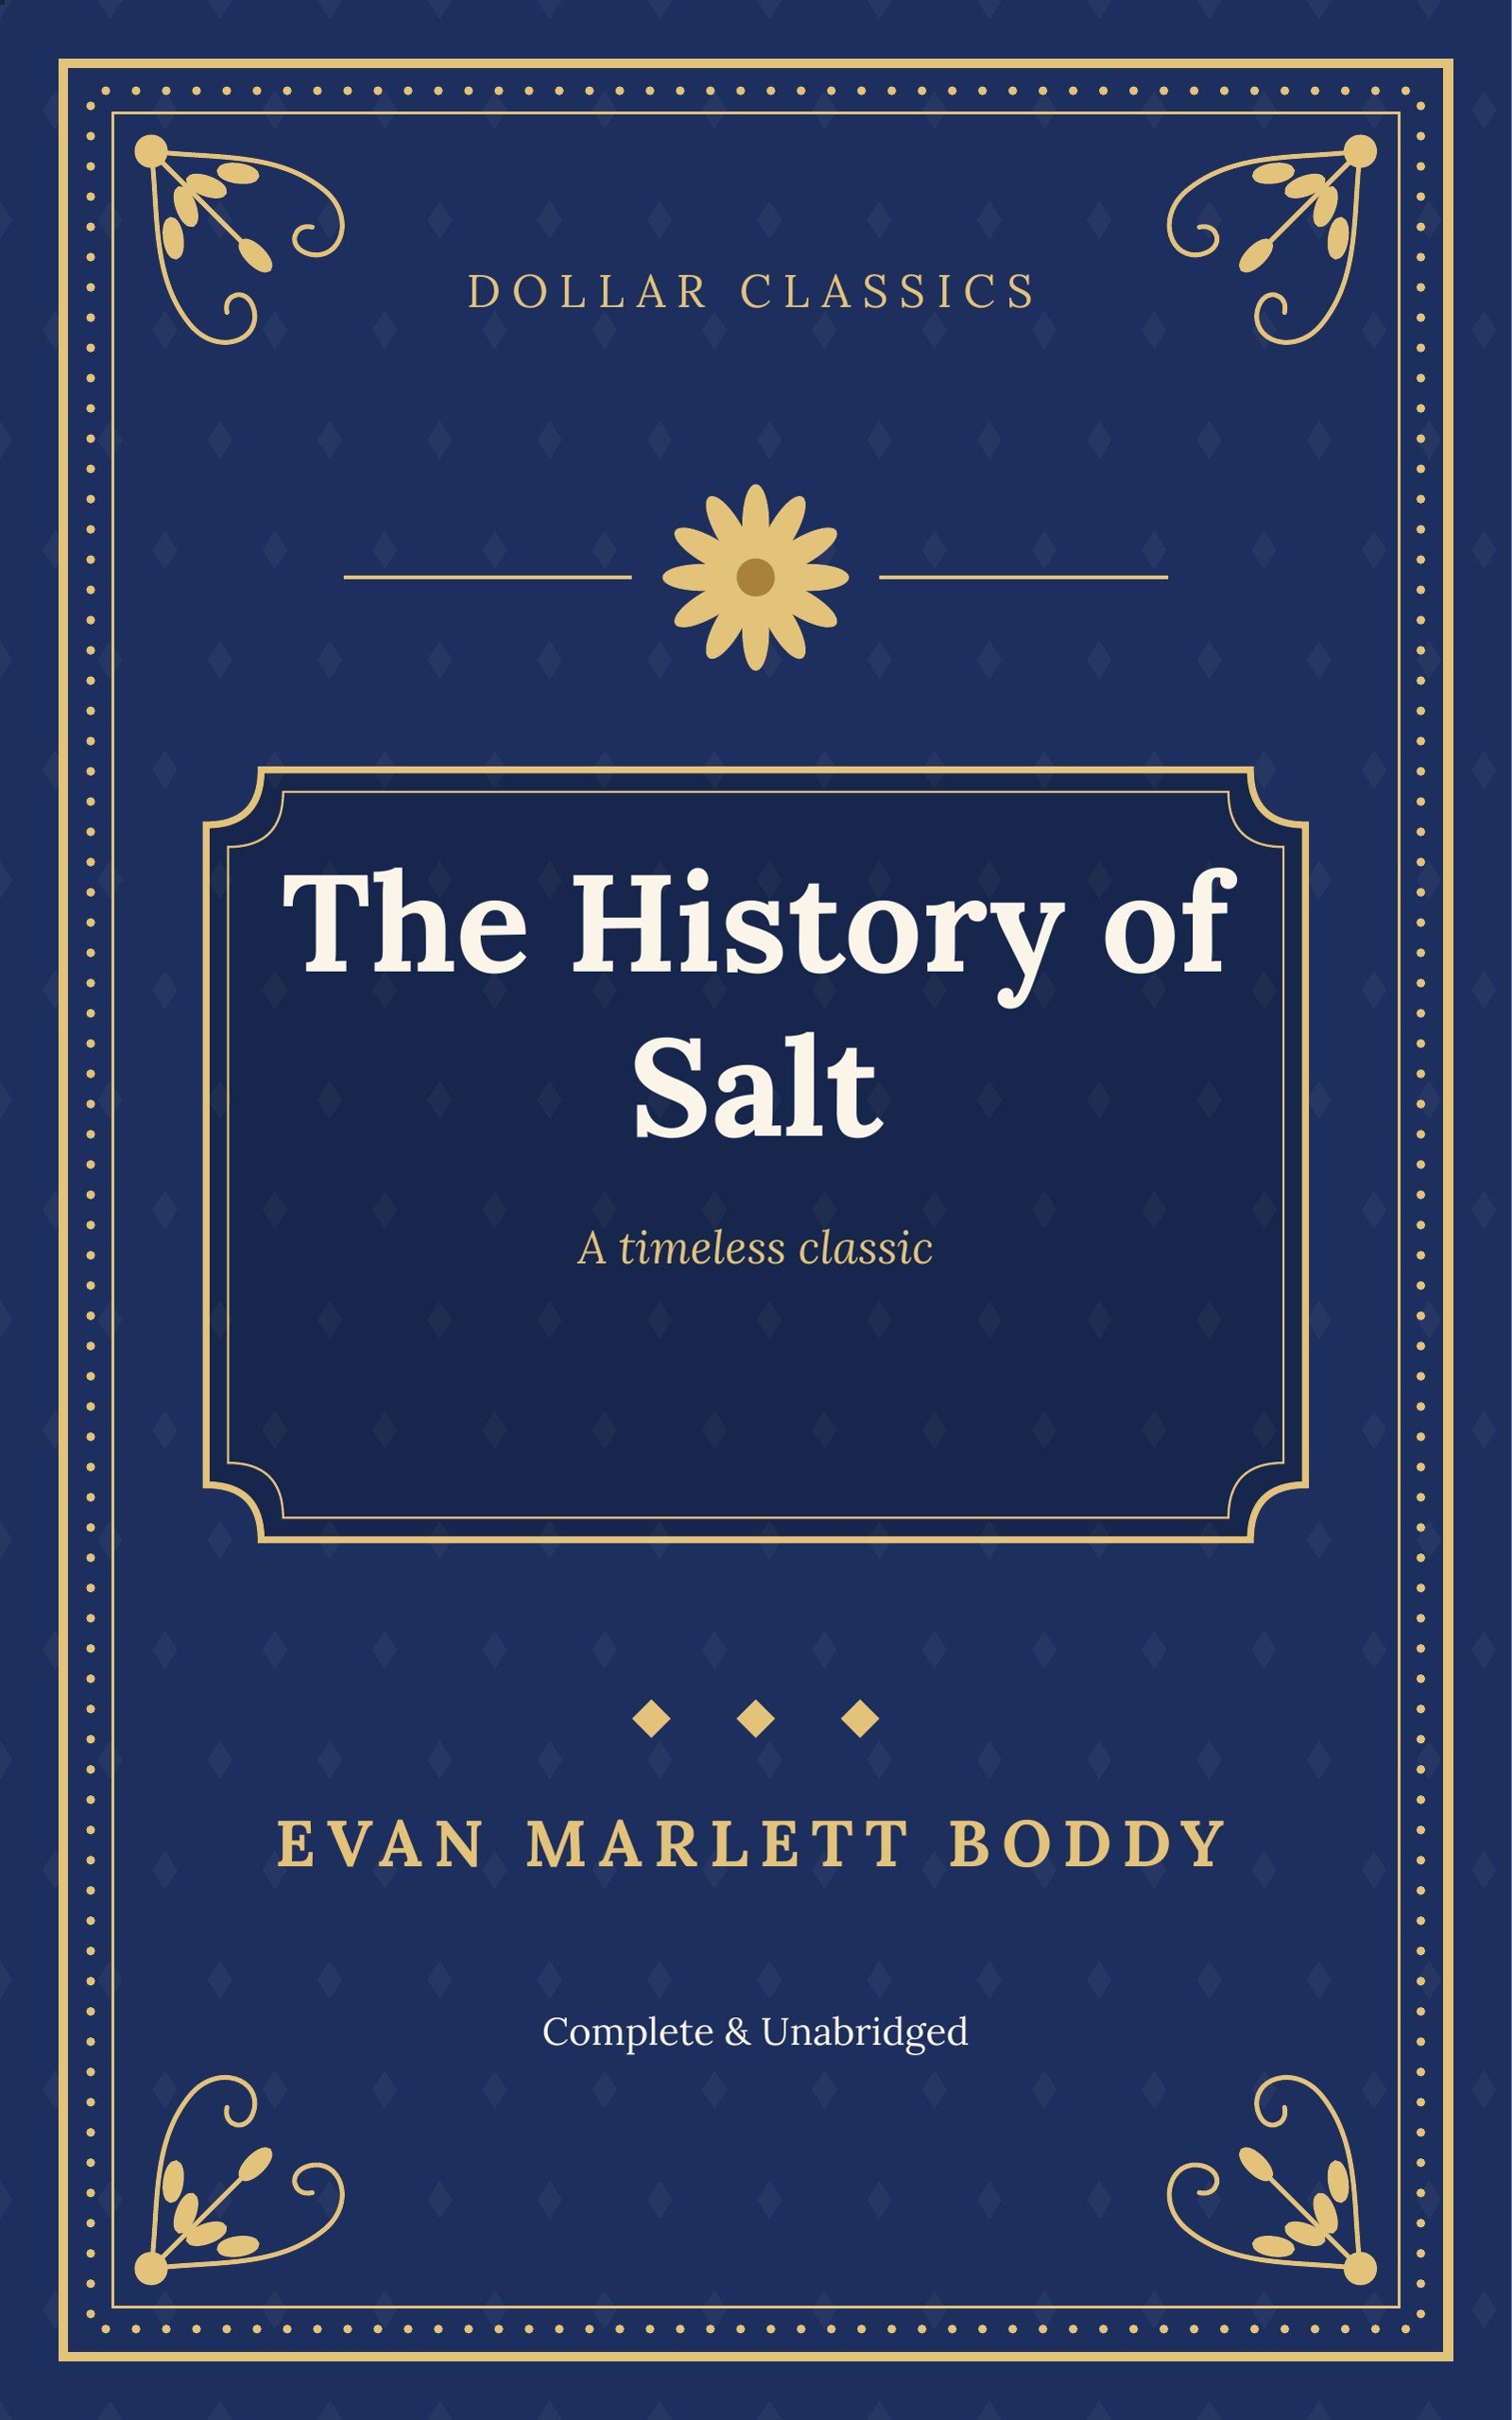 DOLLAR CLASSICS
The History of
Salt
A timeless classic
EVAN MARLETT BODDY
Complete & Unabridged